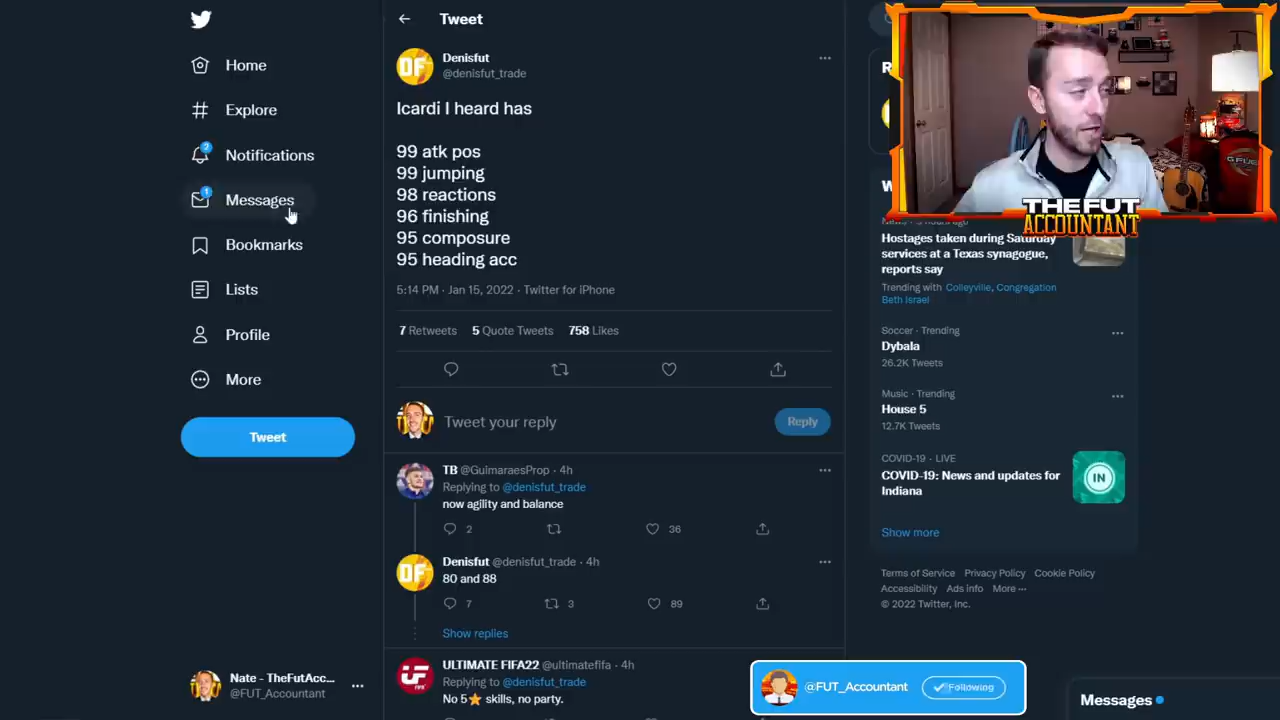 Tweet
Home
Explore
2
Notifications
1
Messages
Bookmarks
Lists
Profile
More
Tweet
Nate - TheFutAcc...
@FUT_Accountant
DF
Denisfut
@denisfut_trade
Icardi I heard has
99 atk pos
99 jumping
98 reactions
96 finishing
95 composure
95 heading acc
5:14 PM · Jan 15, 2022 · Twitter for iPhone
7 Retweets 5 Quote Tweets 758 Likes
Tweet your reply
Reply
TB @GuimaraesProp · 4h
Replying to @denisfut_trade
now agility and balance
2 36
DF
Denisfut @denisfut_trade · 4h
80 and 88
7 3 89
Show replies
UF
ULTIMATE FIFA22 @ultimatefifa · 4h
Replying to @denisfut_trade
No 5⭐ skills, no party.
THE FUT
ACCOUNTANT
Hostages taken during Saturday
services at a Texas synagogue,
reports say
Trending with Colleyville, Congregation
Beth Israel
Soccer · Trending
Dybala
26.2K Tweets
Music · Trending
House 5
12.7K Tweets
COVID-19 · LIVE
COVID-19: News and updates for
Indiana
IN
Show more
Terms of Service Privacy Policy Cookie Policy
Accessibility Ads info More ···
© 2022 Twitter, Inc.
@FUT_Accountant
Following
Messages